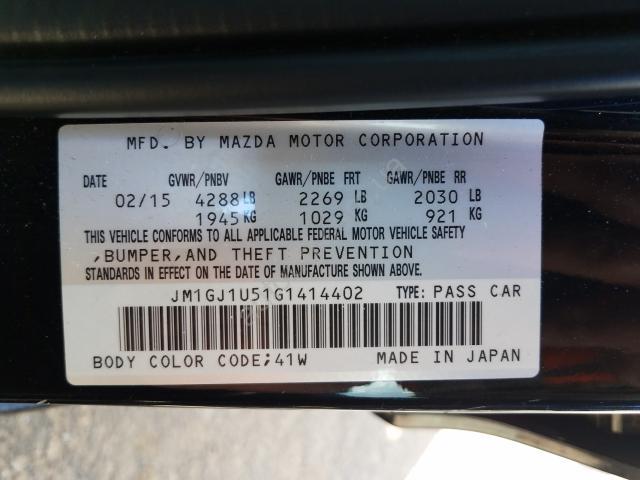 MFD. BY MAZDA MOTOR CORPORATION
DATE GVWR/PNBV GAWR/PNBE FRT GAWR/PNBE RR
02/15 4288LB 2269 LB 2030 LB
1945KG 1029 KG 921 KG
THIS VEHICLE CONFORMS TO ALL APPLICABLE FEDERAL MOTOR VEHICLE SAFETY
,BUMPER,AND THEFT PREVENTION
STANDARDS IN EFFECT ON THE DATE OF MANUFACTURE SHOWN ABOVE.
JM1GJ1U51G1414402 TYPE: PASS CAR
BODY COLOR CODE;41W MADE IN JAPAN